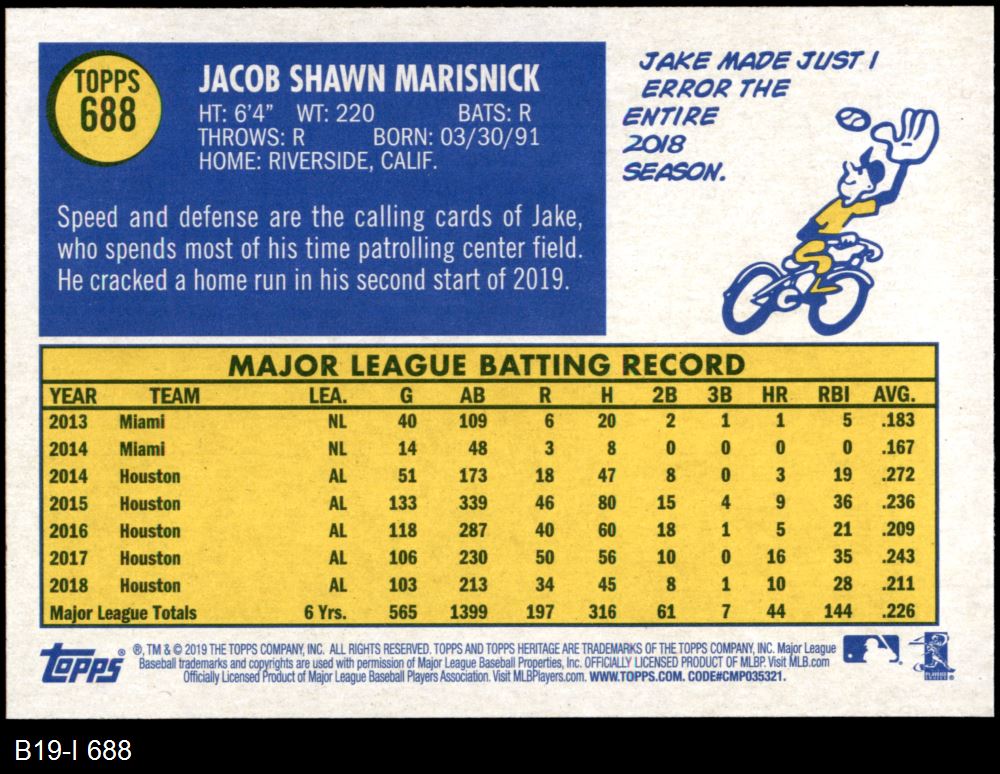 TOPPS
688
JACOB SHAWN MARISNICK
HT: 6'4" WT: 220 BATS: R
THROWS: R BORN: 03/30/91
HOME: RIVERSIDE, CALIF.
Speed and defense are the calling cards of Jake,
who spends most of his time patrolling center field.
He cracked a home run in his second start of 2019.
JAKE MADE JUST 1
ERROR THE
ENTIRE
2018
SEASON.
MAJOR LEAGUE BATTING RECORD
YEAR TEAM LEA. G AB R H 2B 3B HR RBI AVG.
2013 Miami NL 40 109 6 20 2 1 1 5 .183
2014 Miami NL 14 48 3 8 0 0 0 0 .167
2014 Houston AL 51 173 18 47 8 0 3 19 .272
2015 Houston AL 133 339 46 80 15 4 9 36 .236
2016 Houston AL 118 287 40 60 18 1 5 21 .209
2017 Houston AL 106 230 50 56 10 0 16 35 .243
2018 Houston AL 103 213 34 45 8 1 10 28 .211
Major League Totals 6 Yrs. 565 1399 197 316 61 7 44 144 .226
topps®
®, TM & © 2019 THE TOPPS COMPANY, INC. ALL RIGHTS RESERVED. TOPPS AND TOPPS HERITAGE ARE TRADEMARKS OF THE TOPPS COMPANY, INC. Major League
Baseball trademarks and copyrights are used with permission of Major League Baseball Properties, Inc. OFFICIALLY LICENSED PRODUCT OF MLBP. Visit MLB.com
Officially Licensed Product of Major League Baseball Players Association. Visit MLBPlayers.com. WWW.TOPPS.COM. CODE#CMP035321.
B19-I 688